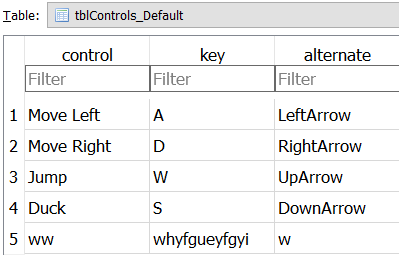 Table: tblControls_Default
control key alternate
Filter Filter Filter
1 Move Left A LeftArrow
2 Move Right D RightArrow
3 Jump W UpArrow
4 Duck S DownArrow
5 ww whyfgueyfgyi w